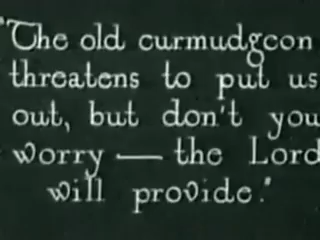 "The old curmudgeon
threatens to put us
out, but don't you
worry — the Lord
will provide."